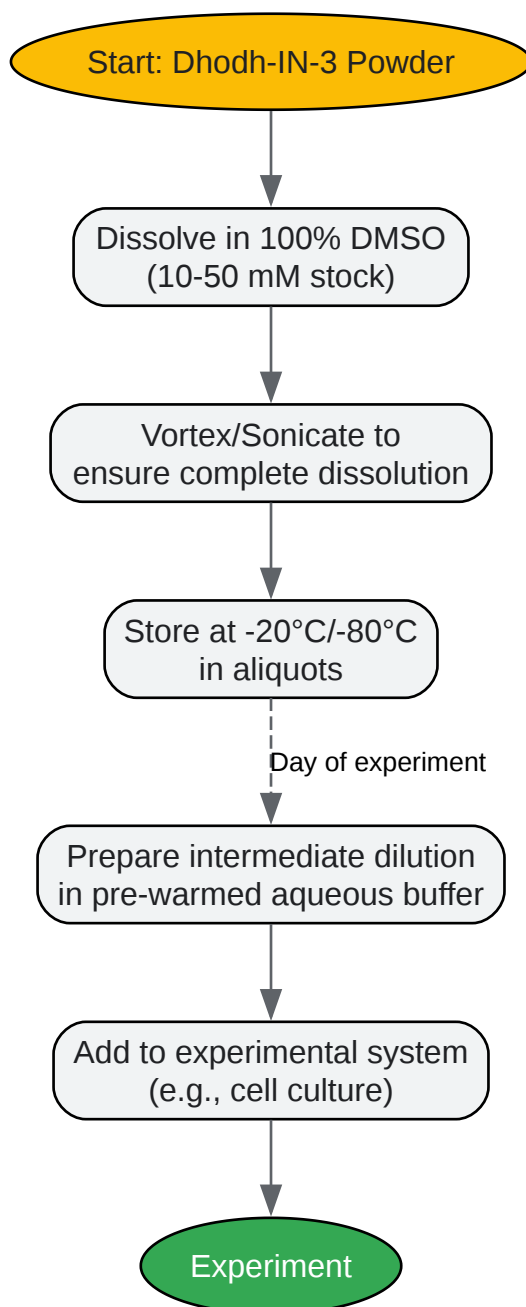 Start: Dhodh-IN-3 Powder
Dissolve in 100% DMSO
(10-50 mM stock)
Vortex/Sonicate to
ensure complete dissolution
Store at -20°C/-80°C
in aliquots
Day of experiment
Prepare intermediate dilution
in pre-warmed aqueous buffer
Add to experimental system
(e.g., cell culture)
Experiment